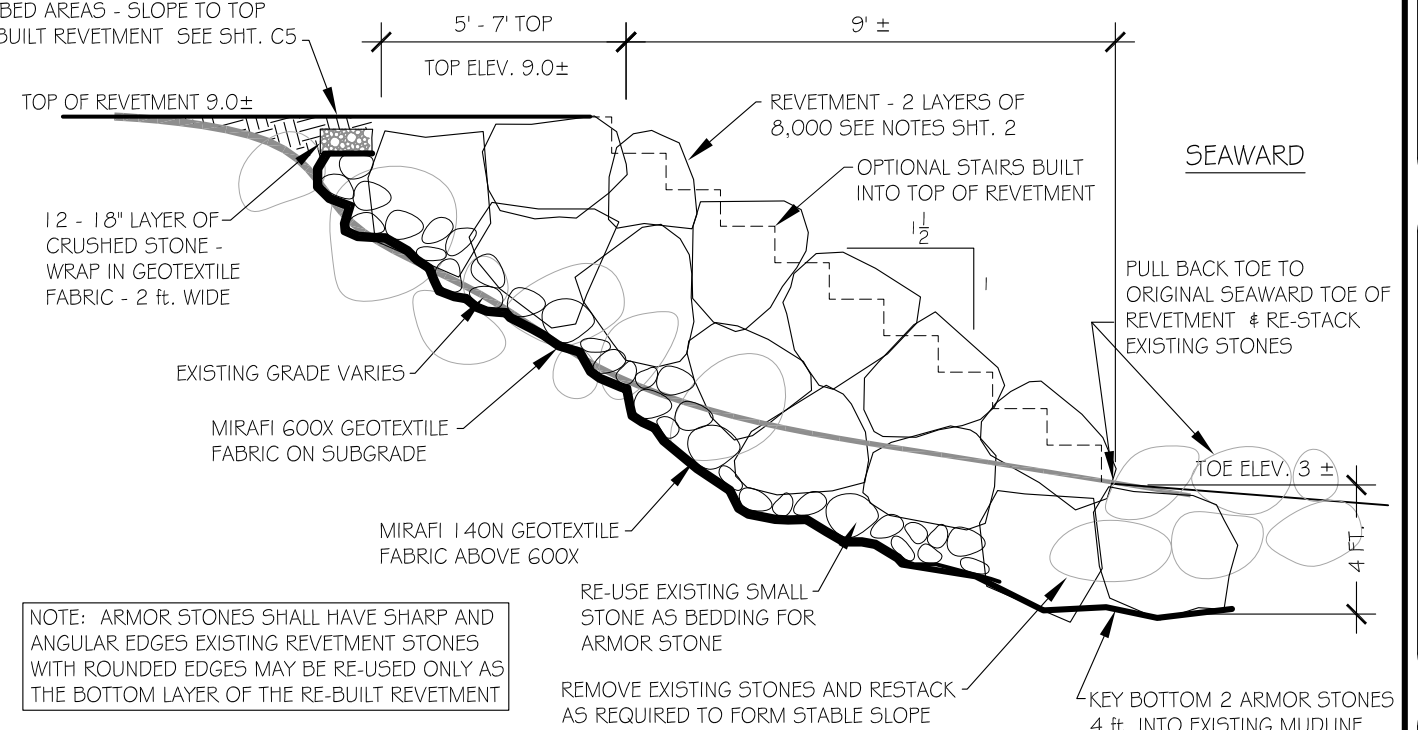 BED AREAS - SLOPE TO TOP
BUILT REVETMENT SEE SHT. C5
5' - 7' TOP
TOP ELEV. 9.0±
9' ±
TOP OF REVETMENT 9.0±
REVETMENT - 2 LAYERS OF
8,000 SEE NOTES SHT. 2
OPTIONAL STAIRS BUILT
INTO TOP OF REVETMENT
1 1/2
1
SEAWARD
12 - 18" LAYER OF
CRUSHED STONE -
WRAP IN GEOTEXTILE
FABRIC - 2 ft. WIDE
PULL BACK TOE TO
ORIGINAL SEAWARD TOE OF
REVETMENT & RE-STACK
EXISTING STONES
EXISTING GRADE VARIES
MIRAFI 600X GEOTEXTILE
FABRIC ON SUBGRADE
TOE ELEV. 3 ±
4 FT.
MIRAFI 140N GEOTEXTILE
FABRIC ABOVE 600X
RE-USE EXISTING SMALL
STONE AS BEDDING FOR
ARMOR STONE
NOTE: ARMOR STONES SHALL HAVE SHARP AND
ANGULAR EDGES EXISTING REVETMENT STONES
WITH ROUNDED EDGES MAY BE RE-USED ONLY AS
THE BOTTOM LAYER OF THE RE-BUILT REVETMENT
REMOVE EXISTING STONES AND RESTACK
AS REQUIRED TO FORM STABLE SLOPE
KEY BOTTOM 2 ARMOR STONES
4 ft. INTO EXISTING MUDLINE